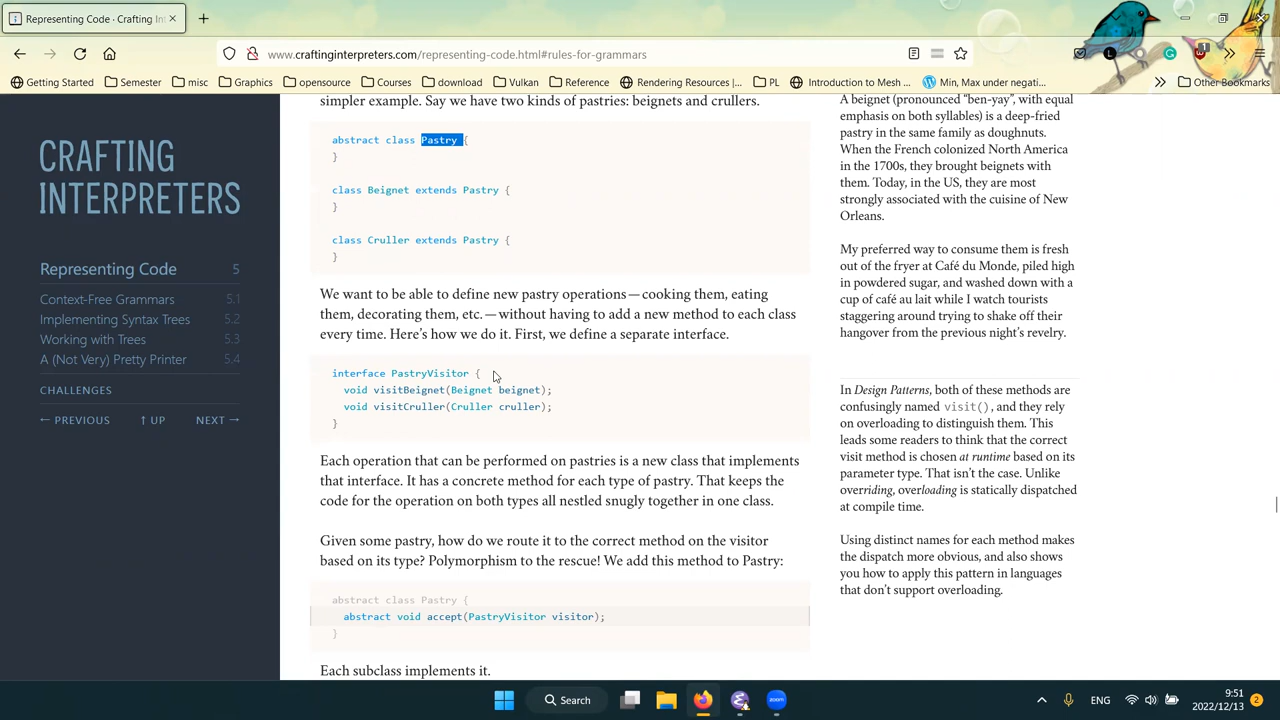 Representing Code · Crafting In
www.craftinginterpreters.com/representing-code.html#rules-for-grammars
Getting Started
Semester
misc
Graphics
opensource
Courses
download
Vulkan
Reference
Rendering Resources |...
PL
Introduction to Mesh ...
Min, Max under negati...
Other Bookmarks
CRAFTING
INTERPRETERS
Representing Code 5
Context-Free Grammars 5.1
Implementing Syntax Trees 5.2
Working with Trees 5.3
A (Not Very) Pretty Printer 5.4
CHALLENGES
← PREVIOUS ↑ UP NEXT →
simpler example. Say we have two kinds of pastries: beignets and crullers.
abstract class Pastry {
}
class Beignet extends Pastry {
}
class Cruller extends Pastry {
}
We want to be able to define new pastry operations—cooking them, eating
them, decorating them, etc.—without having to add a new method to each class
every time. Here’s how we do it. First, we define a separate interface.
interface PastryVisitor {
void visitBeignet(Beignet beignet);
void visitCruller(Cruller cruller);
}
Each operation that can be performed on pastries is a new class that implements
that interface. It has a concrete method for each type of pastry. That keeps the
code for the operation on both types all nestled snugly together in one class.
Given some pastry, how do we route it to the correct method on the visitor
based on its type? Polymorphism to the rescue! We add this method to Pastry:
abstract class Pastry {
abstract void accept(PastryVisitor visitor);
}
Each subclass implements it.
A beignet (pronounced “ben-yay”, with equal
emphasis on both syllables) is a deep-fried
pastry in the same family as doughnuts.
When the French colonized North America
in the 1700s, they brought beignets with
them. Today, in the US, they are most
strongly associated with the cuisine of New
Orleans.
My preferred way to consume them is fresh
out of the fryer at Café du Monde, piled high
in powdered sugar, and washed down with a
cup of café au lait while I watch tourists
staggering around trying to shake off their
hangover from the previous night’s revelry.
In Design Patterns, both of these methods are
confusingly named visit(), and they rely
on overloading to distinguish them. This
leads some readers to think that the correct
visit method is chosen at runtime based on its
parameter type. That isn’t the case. Unlike
overriding, overloading is statically dispatched
at compile time.
Using distinct names for each method makes
the dispatch more obvious, and also shows
you how to apply this pattern in languages
that don’t support overloading.
Search
zoom
ENG
9:51
2022/12/13
2